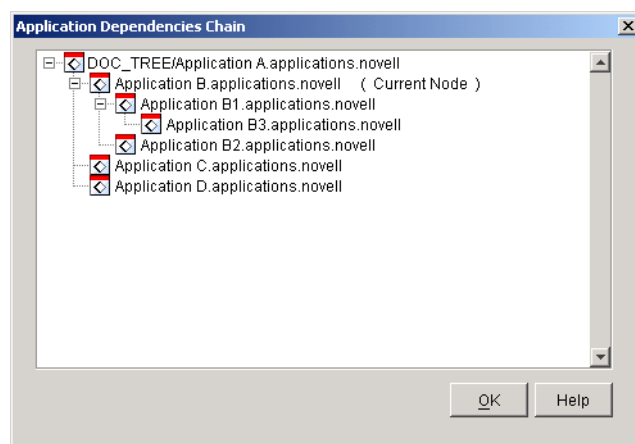 Application Dependencies Chain
DOC_TREE/Application A.applications.novell
Application B.applications.novell ( Current Node )
Application B1.applications.novell
Application B3.applications.novell
Application B2.applications.novell
Application C.applications.novell
Application D.applications.novell
OK Help